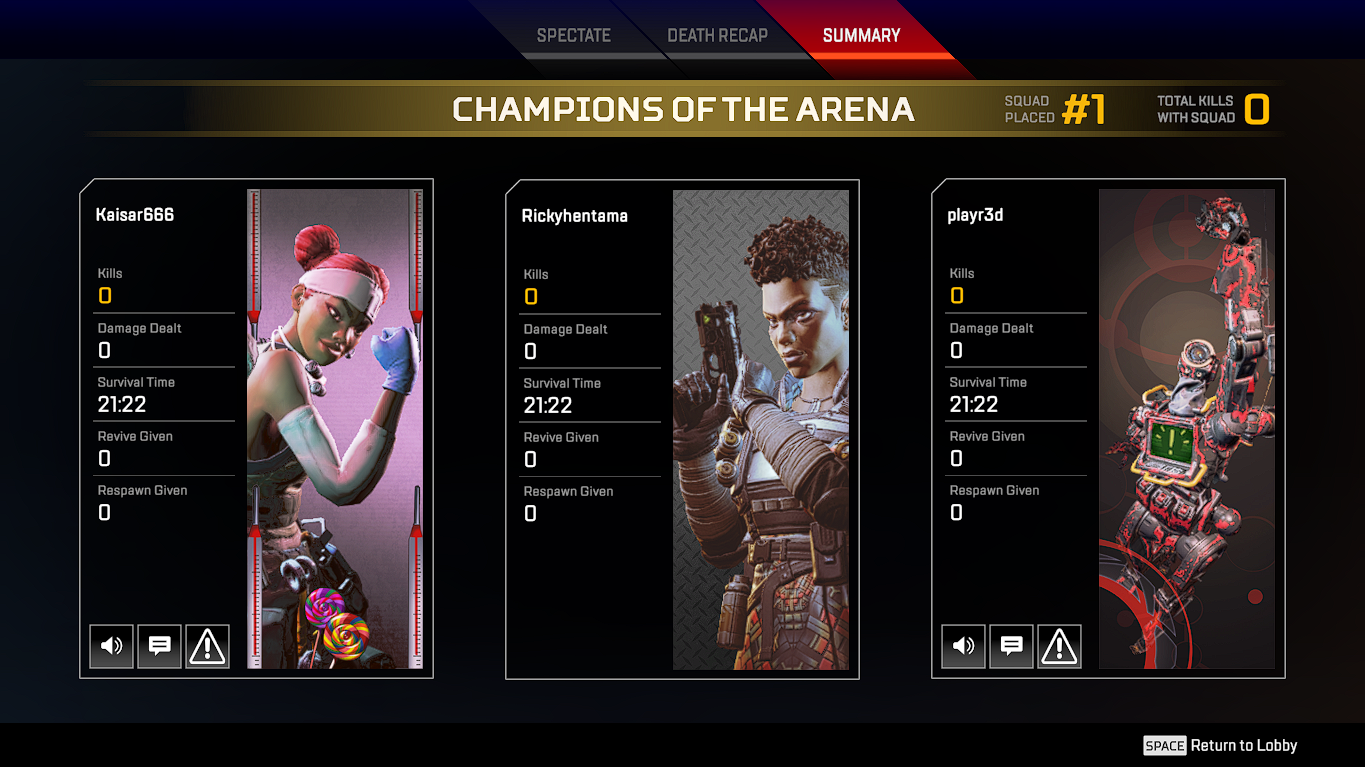 SPECTATE
DEATH RECAP
SUMMARY
CHAMPIONS OF THE ARENA
SQUAD
PLACED
#1
TOTAL KILLS
WITH SQUAD
0
Kaisar666
Kills
0
Damage Dealt
0
Survival Time
21:22
Revive Given
0
Respawn Given
0
Rickyhentama
Kills
0
Damage Dealt
0
Survival Time
21:22
Revive Given
0
Respawn Given
0
playr3d
Kills
0
Damage Dealt
0
Survival Time
21:22
Revive Given
0
Respawn Given
0
SPACE Return to Lobby